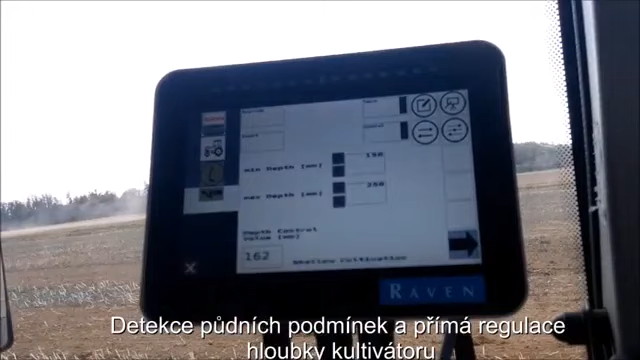 min Depth [mm]
150
max Depth [mm]
250
Depth Control
Value [mm]
162
Shallow Cultivation
RAVEN
Detekce půdních podmínek a přímá regulace
hloubky kultivátoru